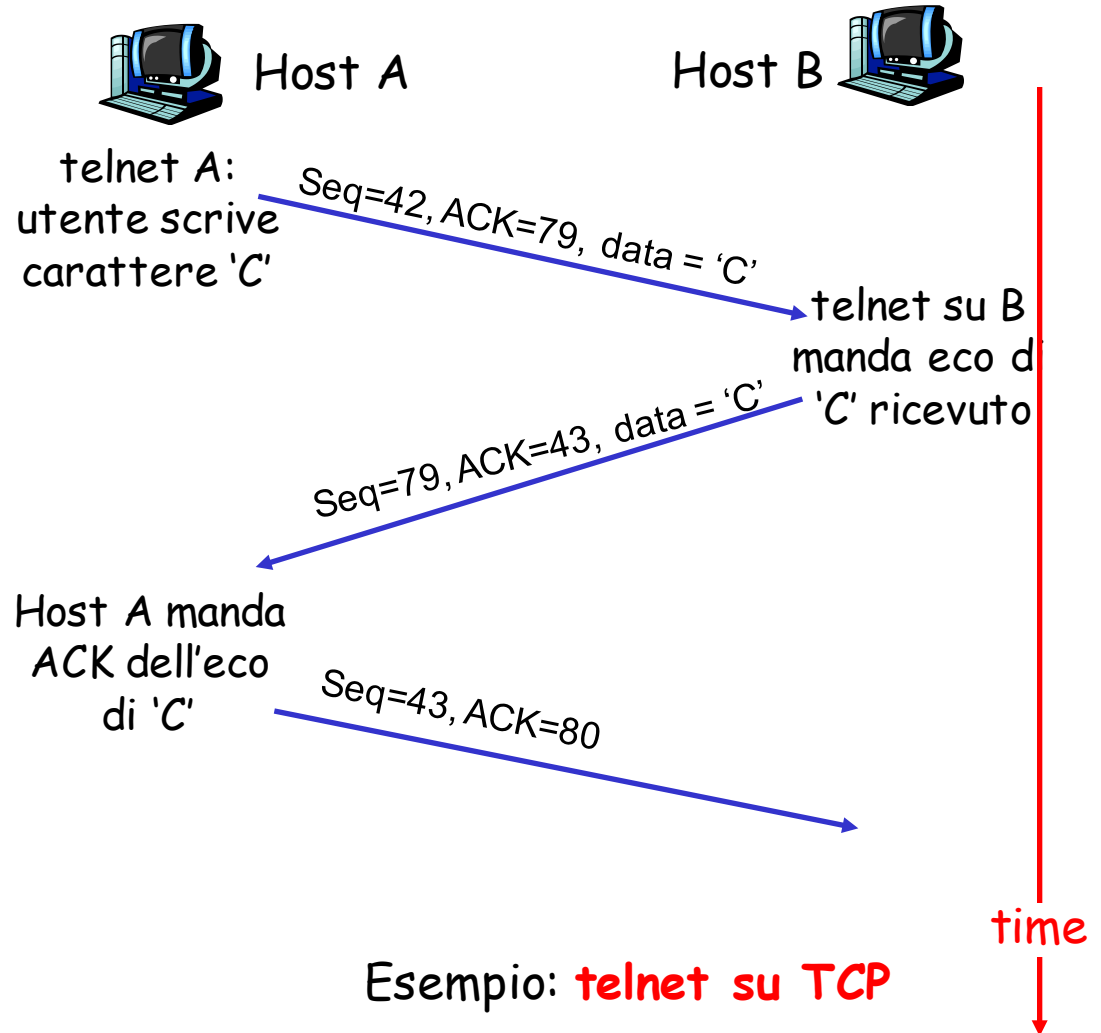 Host A
Host B
telnet A:
utente scrive
carattere ‘C’
Seq=42, ACK=79, data = ‘C’
telnet su B
manda eco di
‘C’ ricevuto
Seq=79, ACK=43, data = ‘C’
Host A manda
ACK dell’eco
di ‘C’
Seq=43, ACK=80
time
Esempio: telnet su TCP